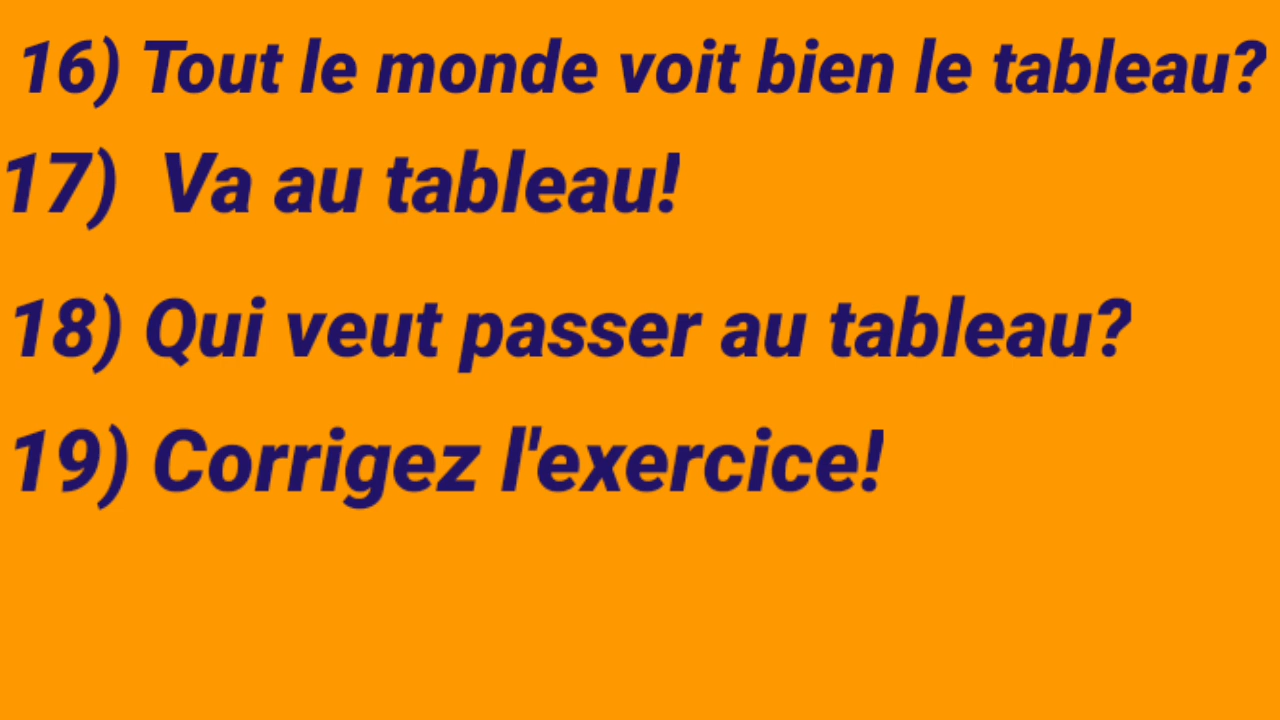 16) Tout le monde voit bien le tableau?
17) Va au tableau!
18) Qui veut passer au tableau?
19) Corrigez l'exercice!